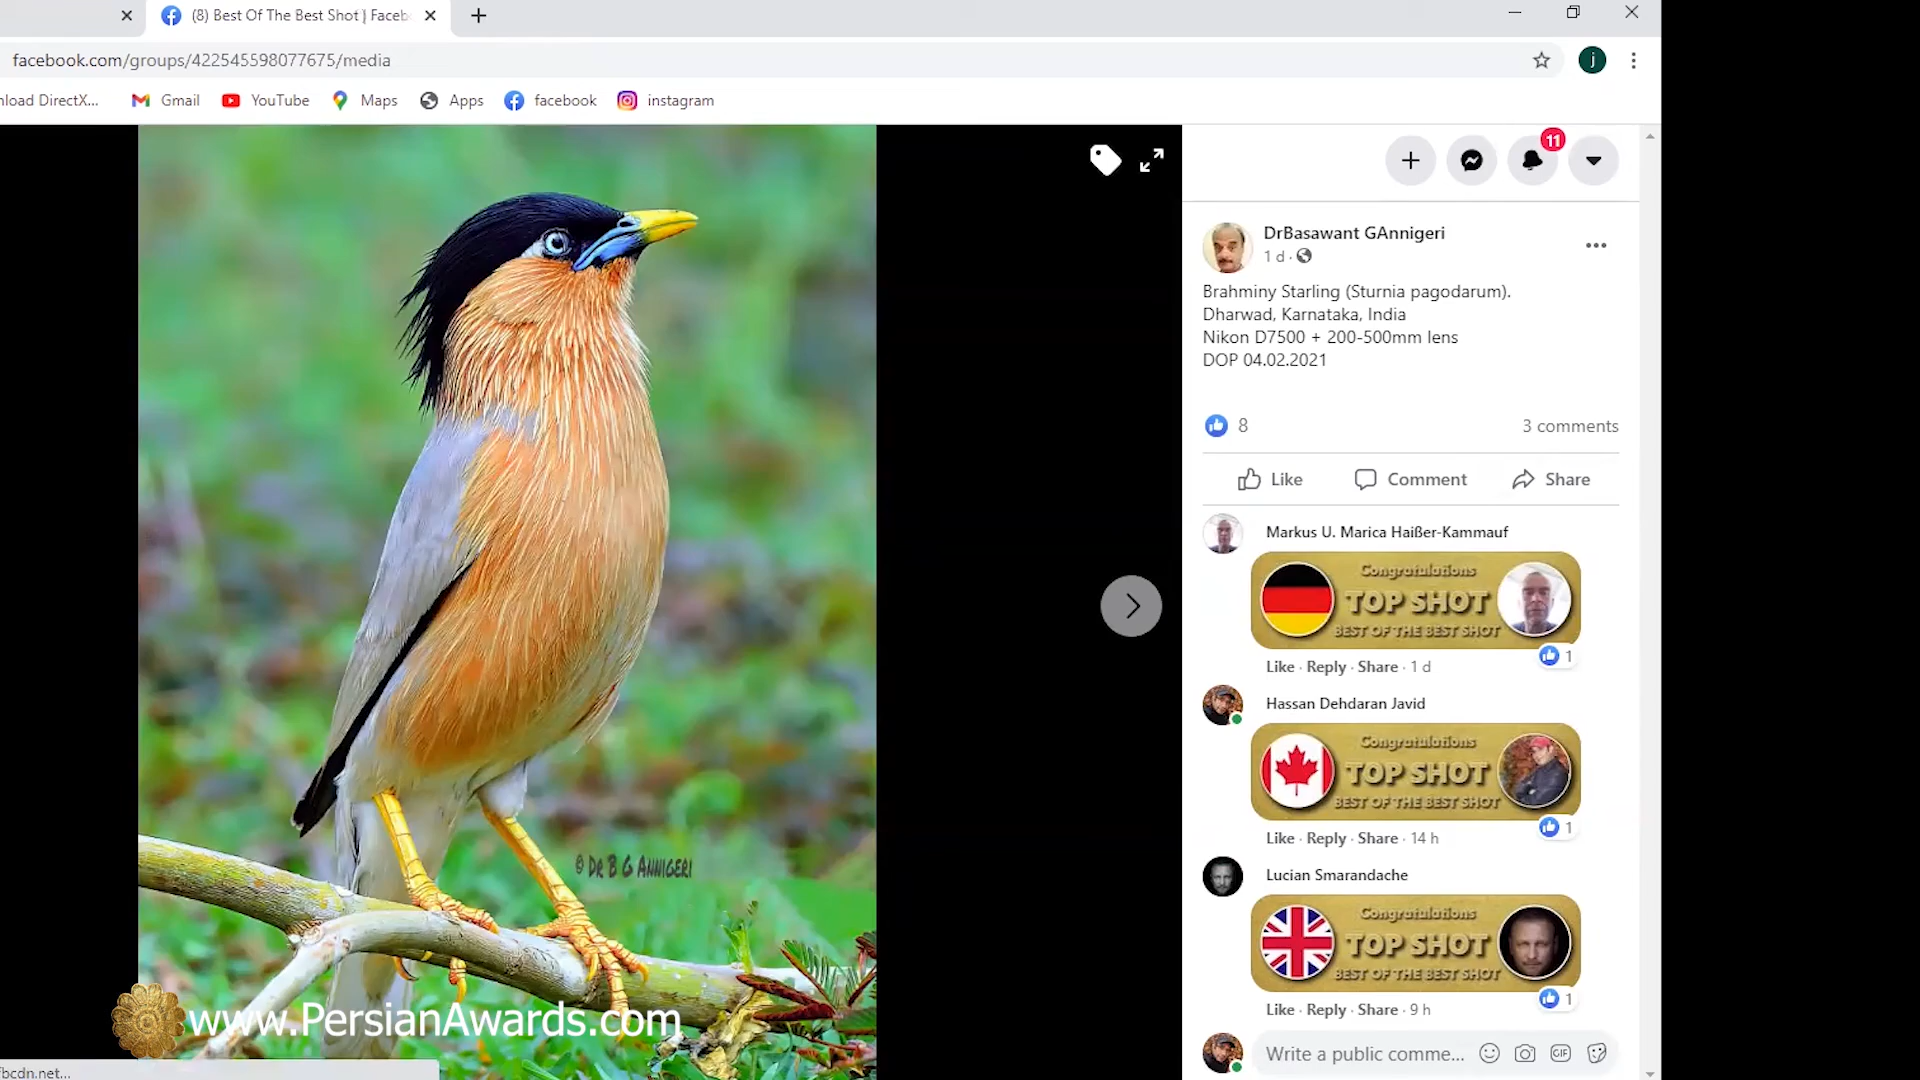 (8) Best Of The Best Shot | Faceb
facebook.com/groups/422545598077675/media
nload DirectX...
Gmail
YouTube
Maps
Apps
facebook
instagram
11
DrBasawant GAnnigeri
1 d ·
Brahminy Starling (Sturnia pagodarum).
Dharwad, Karnataka, India
Nikon D7500 + 200-500mm lens
DOP 04.02.2021
8
3 comments
Like
Comment
Share
Markus U. Marica Haißer-Kammauf
Congratulations
TOP SHOT
BEST OF THE BEST SHOT
1
Like · Reply · Share · 1 d
Hassan Dehdaran Javid
Congratulations
TOP SHOT
BEST OF THE BEST SHOT
1
Like · Reply · Share · 14 h
Lucian Smarandache
Congratulations
TOP SHOT
BEST OF THE BEST SHOT
1
Like · Reply · Share · 9 h
Write a public comme...
GIF
j
© Dr B G Annigeri
www.PersianAwards.com
fbcdn.net...